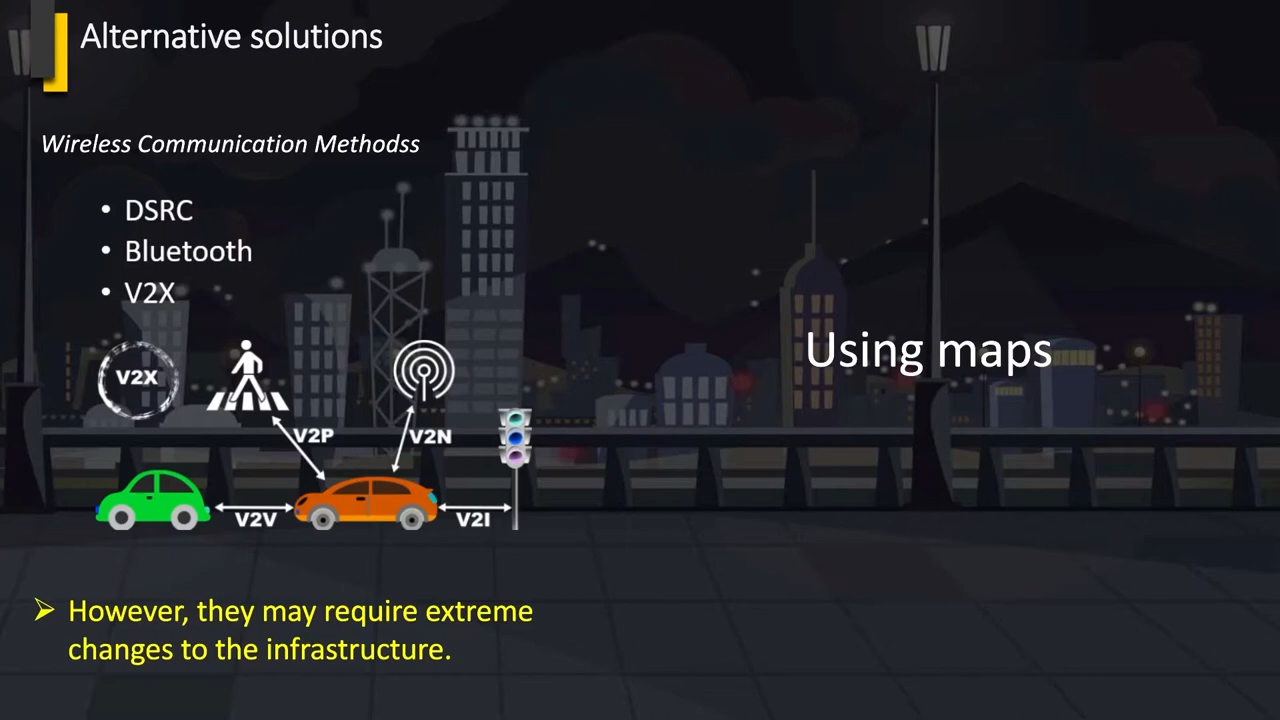 Alternative solutions
Wireless Communication Methodss
• DSRC
• Bluetooth
• V2X
V2X
V2P
V2N
V2V
V2I
➢ However, they may require extreme
changes to the infrastructure.
Using maps